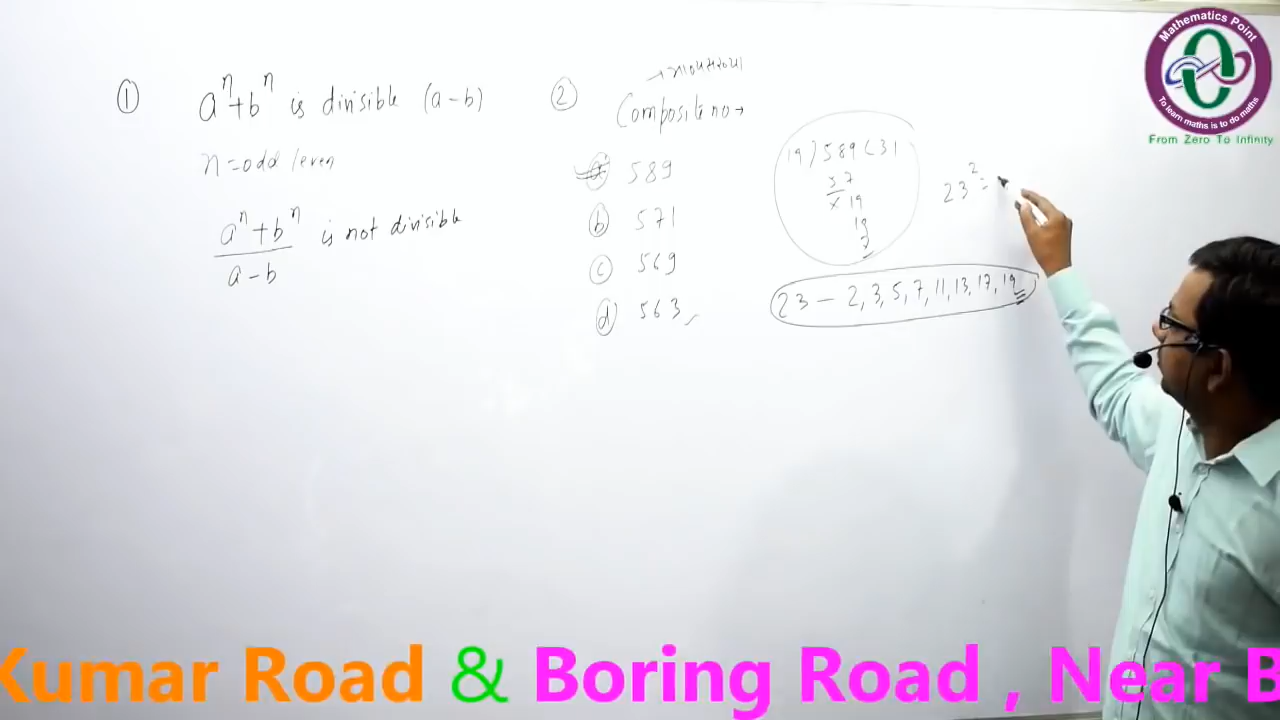 ① aⁿ+bⁿ is divisible (a-b)
n=odd/even
aⁿ+bⁿ
a-b
is not divisible
②
Composite no→
ⓐ 589
ⓑ 571
ⓒ 569
ⓓ 563
19)589(31
57
×19
19
×
23 – 2, 3, 5, 7, 11, 13, 17, 19
23²=
Mathematics Point
To learn maths is to do maths
From Zero To Infinity
Kumar Road & Boring Road , Near B